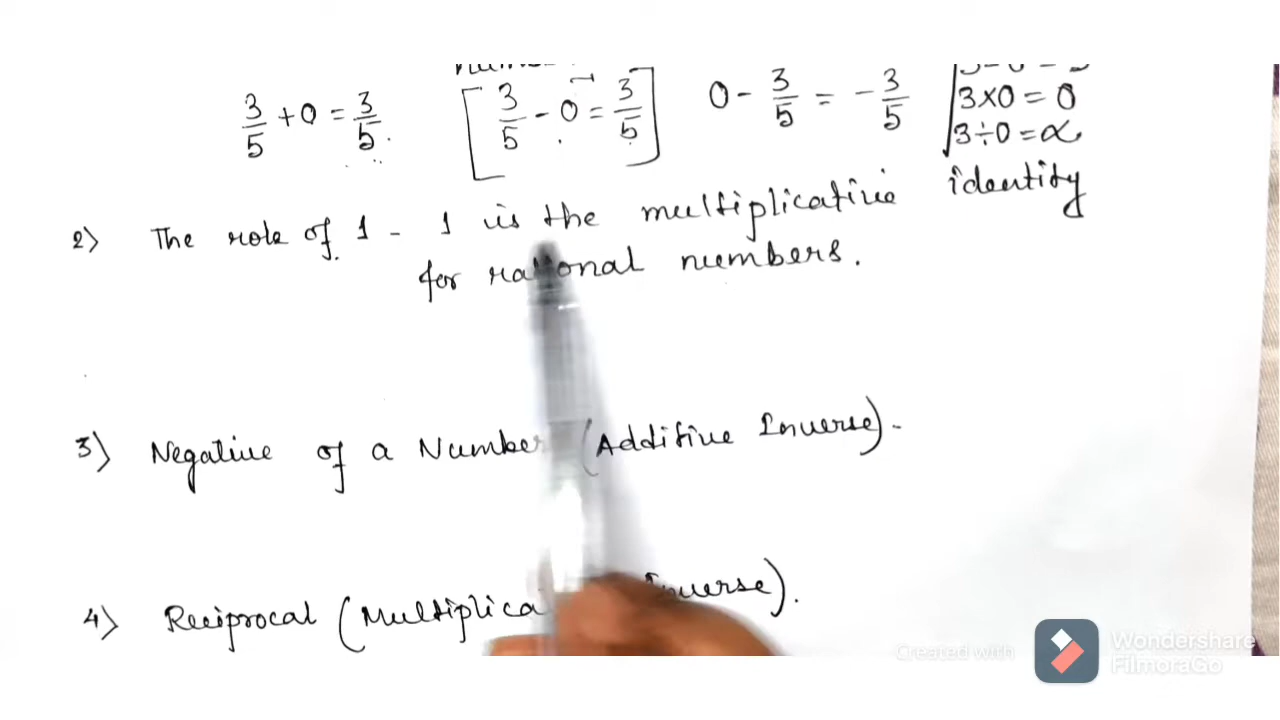 3/5 + 0 = 3/5 [3/5 - 0 = 3/5] 0 - 3/5 = - 3/5
3×0 = 0
3÷0 = α
2) The role of 1 - 1 is the multiplicative identity
for rational numbers.
3) Negative of a Number (Additive Inverse).
4) Reciprocal (Multiplica Inverse).
Created with Wondershare
FilmoraGo